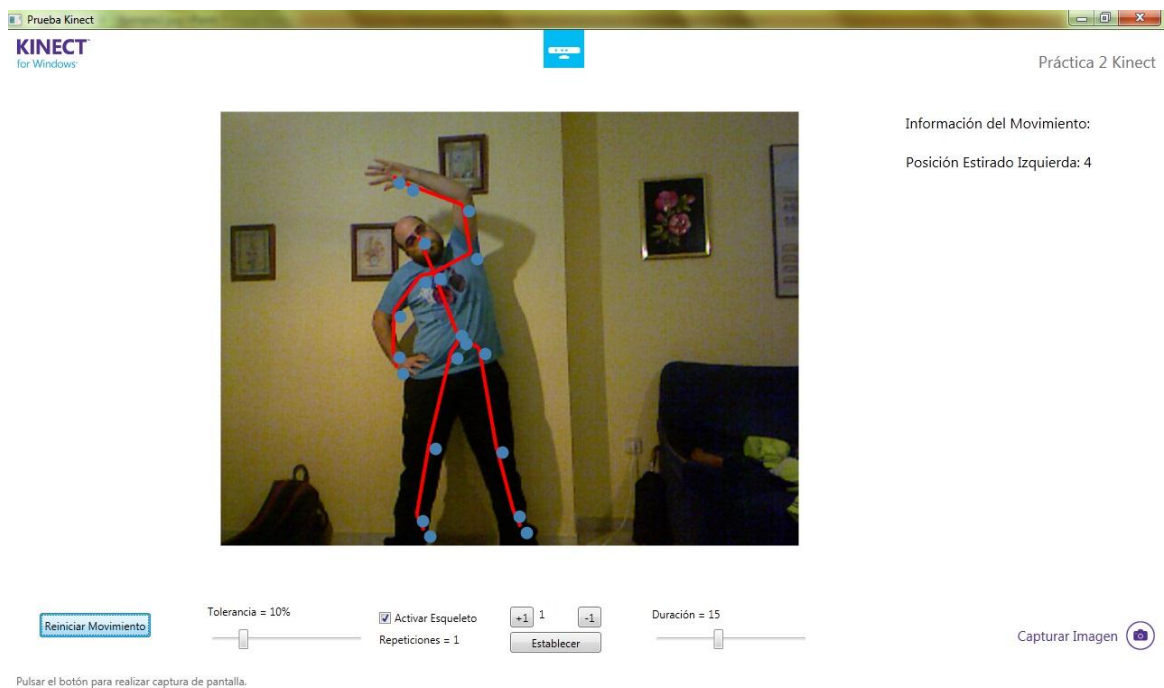 Prueba Kinect
KINECT
for Windows
Práctica 2 Kinect
Información del Movimiento:
Posición Estirado Izquierda: 4
Reiniciar Movimiento
Tolerancia = 10%
Activar Esqueleto
Repeticiones = 1
+1 1 -1
Establecer
Duración = 15
Capturar Imagen
Pulsar el botón para realizar captura de pantalla.